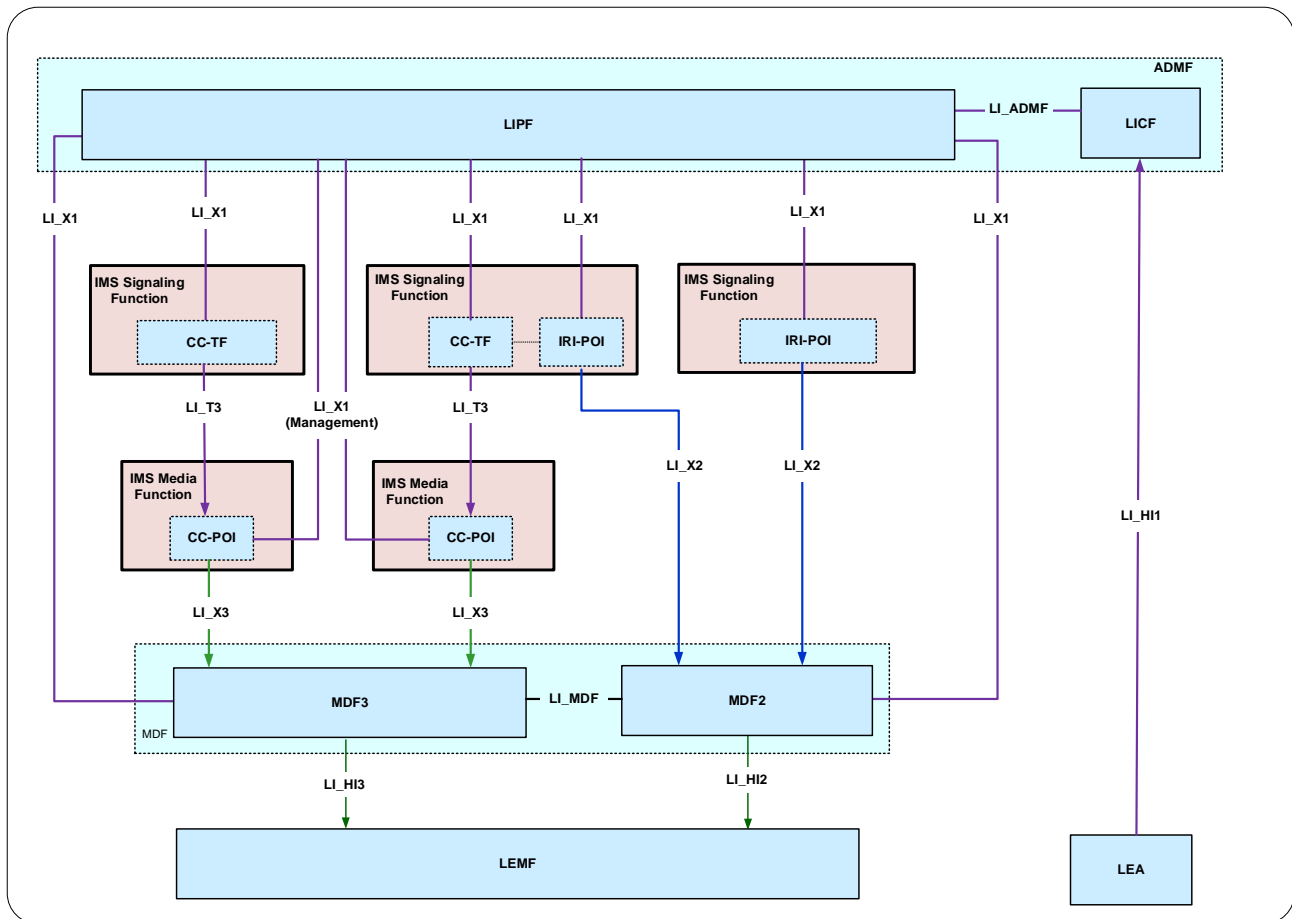 ADMF
LIPF
LI_ADMF
LICF
LI_X1
LI_X1
LI_X1
LI_X1
LI_X1
LI_X1
IMS Signaling
Function
CC-TF
IMS Signaling
Function
CC-TF
IRI-POI
IMS Signaling
Function
IRI-POI
LI_T3
LI_X1
(Management)
LI_T3
LI_X2
LI_X2
IMS Media
Function
CC-POI
IMS Media
Function
CC-POI
LI_HI1
LI_X3
LI_X3
MDF3
LI_MDF
MDF2
MDF
LI_HI3
LI_HI2
LEMF
LEA